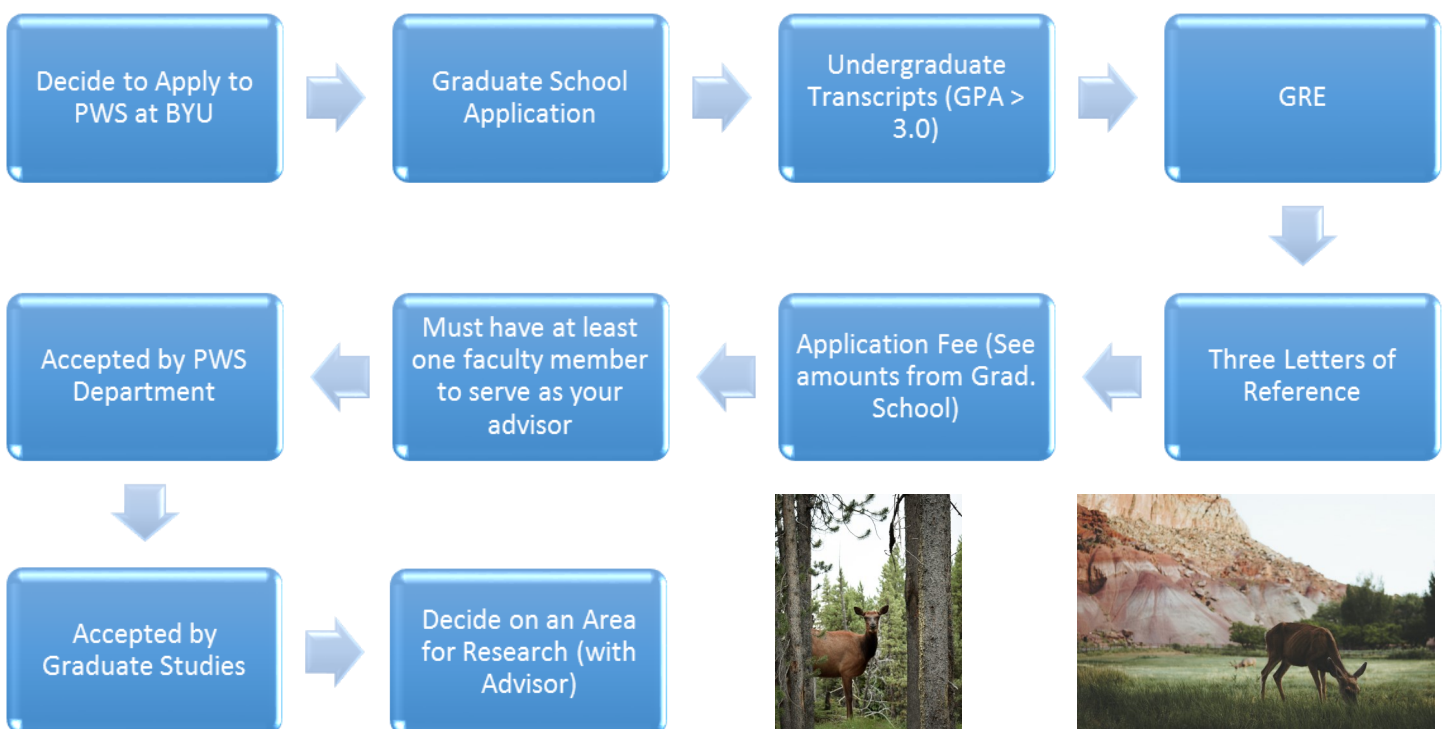 Decide to Apply to
PWS at BYU
Graduate School
Application
Undergraduate
Transcripts (GPA >
3.0)
GRE
Three Letters of
Reference
Application Fee (See
amounts from Grad.
School)
Must have at least
one faculty member
to serve as your
advisor
Accepted by PWS
Department
Accepted by
Graduate Studies
Decide on an Area
for Research (with
Advisor)